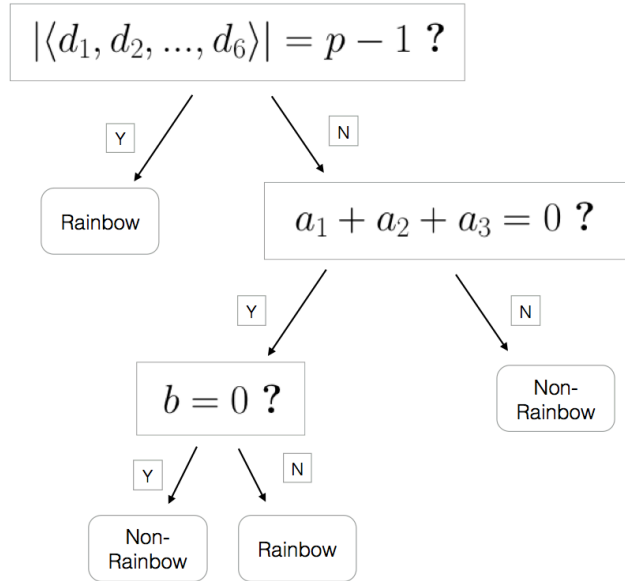 |⟨d₁, d₂, ..., d₆⟩| = p − 1 ?
Y
N
Rainbow
a₁ + a₂ + a₃ = 0 ?
Y
N
b = 0 ?
Non-
Rainbow
Y
N
Non-
Rainbow
Rainbow